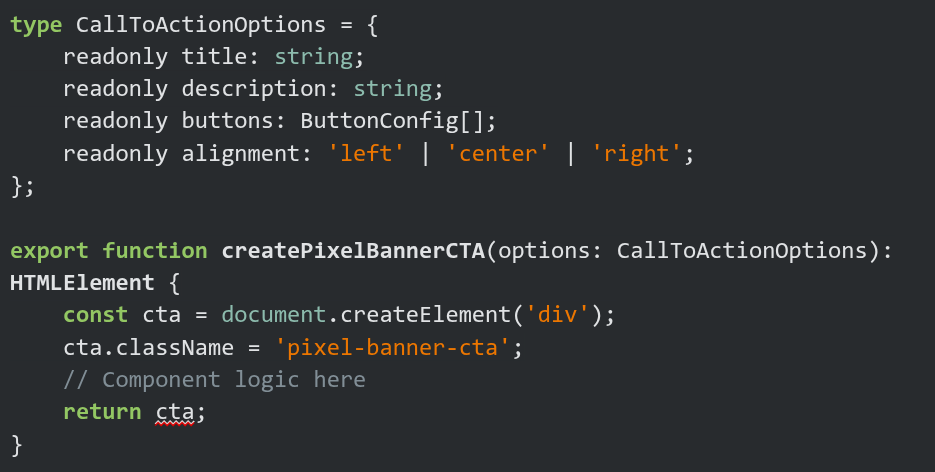 type CallToActionOptions = {
    readonly title: string;
    readonly description: string;
    readonly buttons: ButtonConfig[];
    readonly alignment: 'left' | 'center' | 'right';
};

export function createPixelBannerCTA(options: CallToActionOptions):
HTMLElement {
    const cta = document.createElement('div');
    cta.className = 'pixel-banner-cta';
    // Component logic here
    return cta;
}